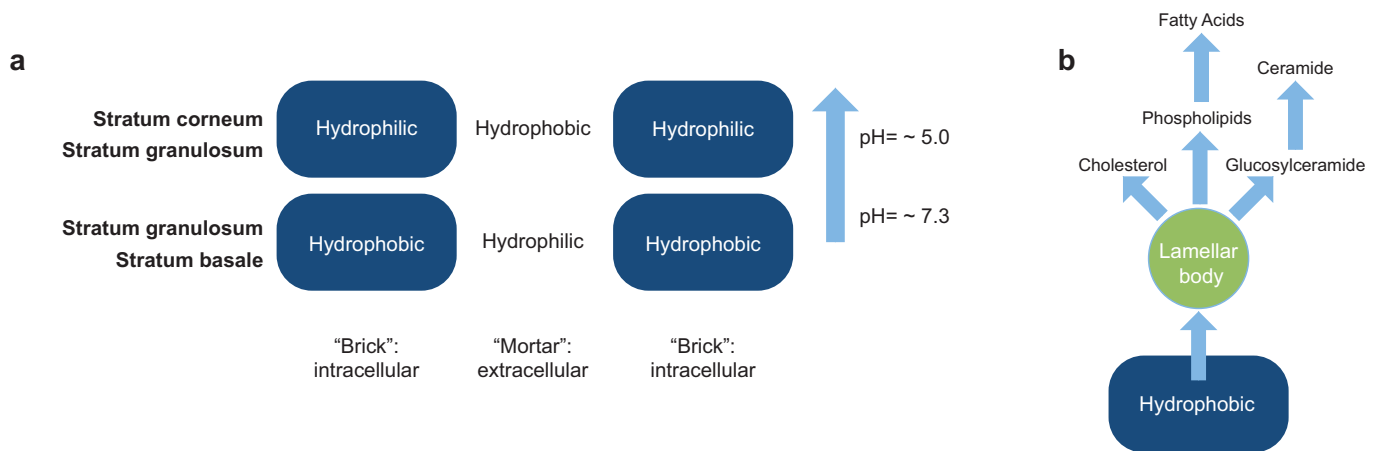 a
Stratum corneum
Stratum granulosum
Hydrophilic
Hydrophobic
Hydrophilic
pH= ~ 5.0
Stratum granulosum
Stratum basale
Hydrophobic
Hydrophilic
Hydrophobic
pH= ~ 7.3
“Brick”:
intracellular
“Mortar”:
extracellular
“Brick”:
intracellular
b
Fatty Acids
Ceramide
Phospholipids
Cholesterol
Glucosylceramide
Lamellar
body
Hydrophobic